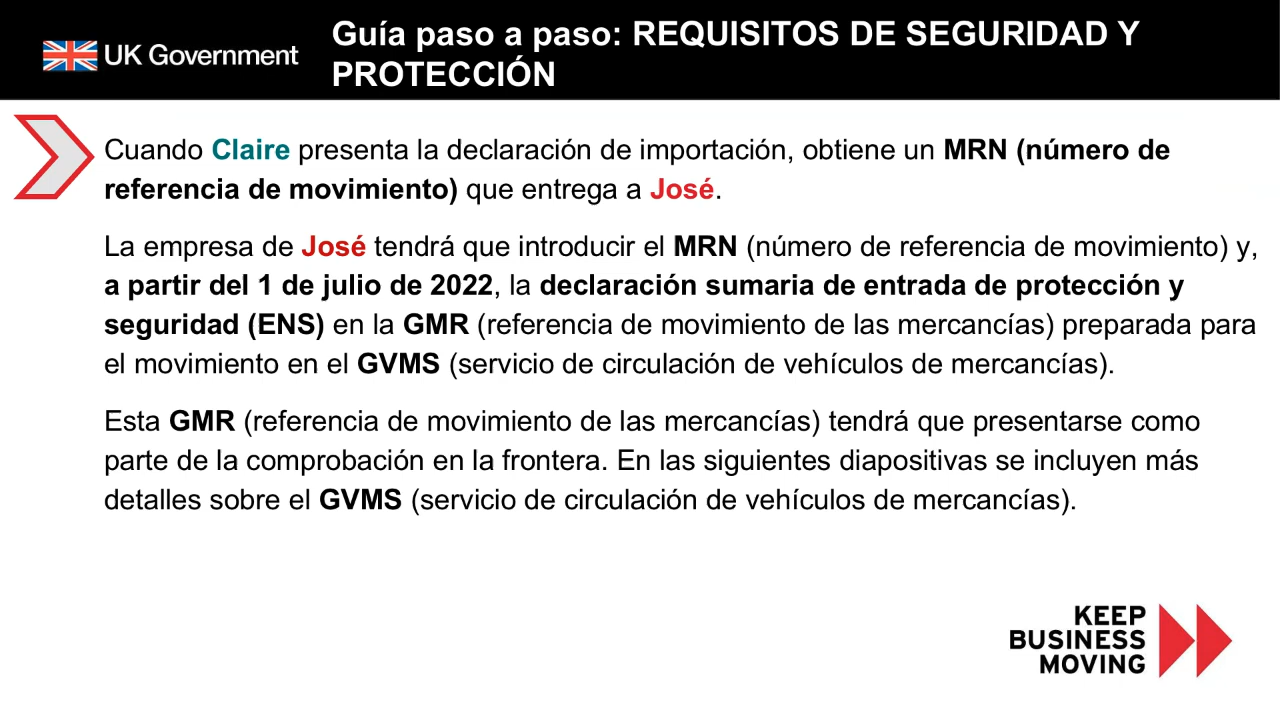 UK Government
Guía paso a paso: REQUISITOS DE SEGURIDAD Y
PROTECCIÓN
Cuando Claire presenta la declaración de importación, obtiene un MRN (número de
referencia de movimiento) que entrega a José.
La empresa de José tendrá que introducir el MRN (número de referencia de movimiento) y,
a partir del 1 de julio de 2022, la declaración sumaria de entrada de protección y
seguridad (ENS) en la GMR (referencia de movimiento de las mercancías) preparada para
el movimiento en el GVMS (servicio de circulación de vehículos de mercancías).
Esta GMR (referencia de movimiento de las mercancías) tendrá que presentarse como
parte de la comprobación en la frontera. En las siguientes diapositivas se incluyen más
detalles sobre el GVMS (servicio de circulación de vehículos de mercancías).
KEEP
BUSINESS
MOVING